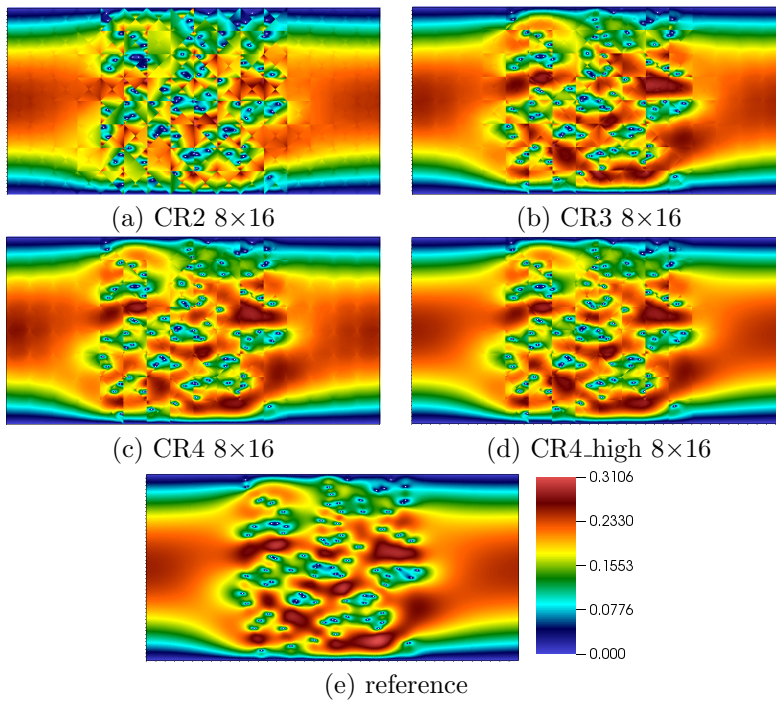 (a) CR2 8×16
(b) CR3 8×16
(c) CR4 8×16
(d) CR4_high 8×16
0.3106
0.2330
0.1553
0.0776
0.000
(e) reference